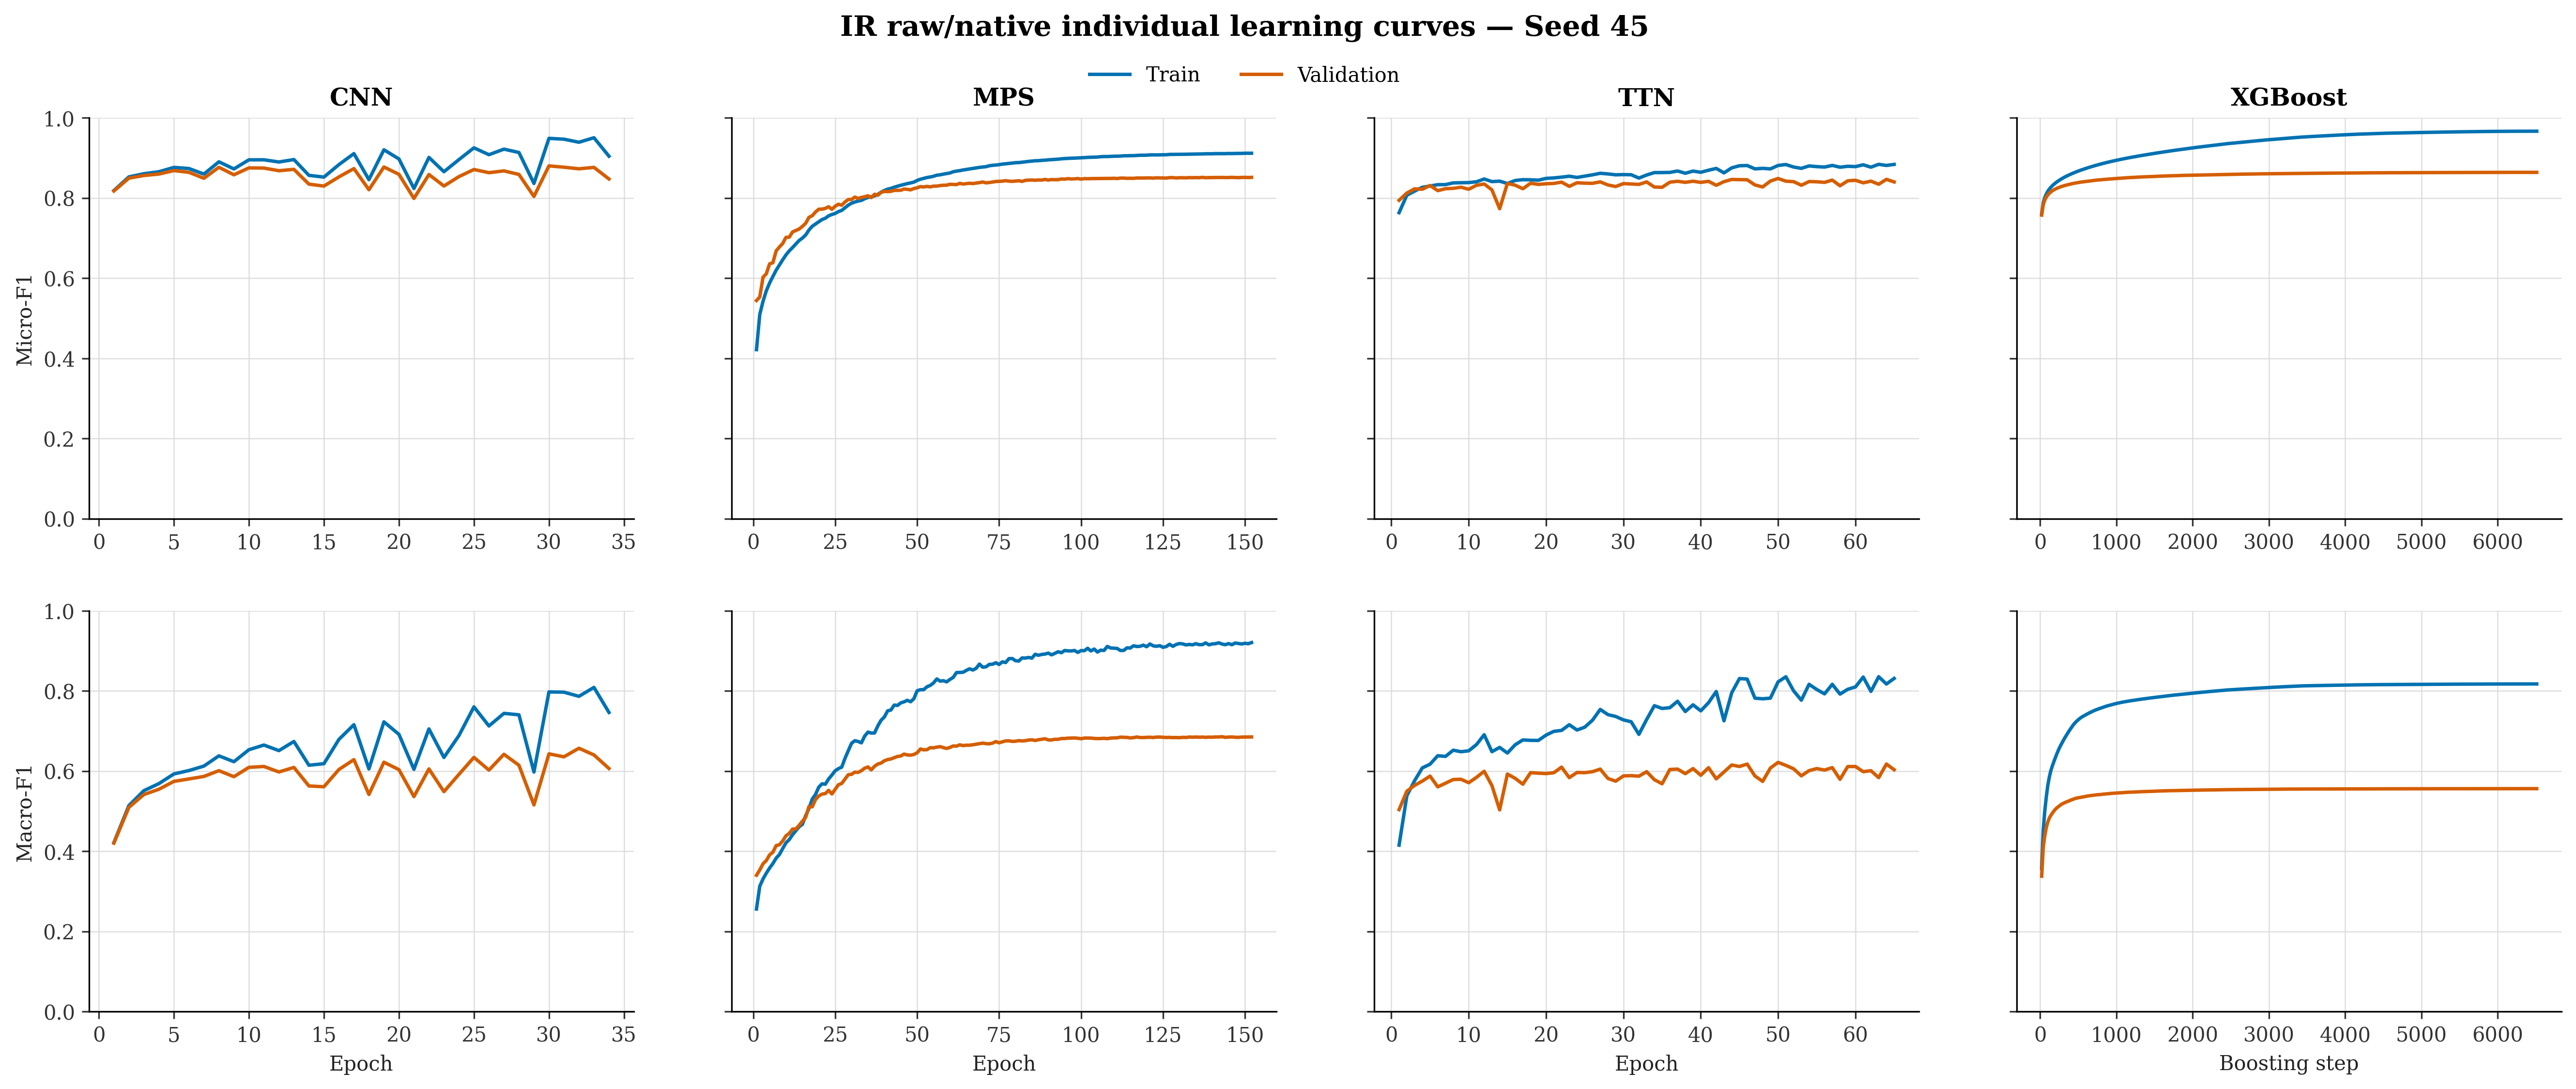 IR raw/native individual learning curves — Seed 45
Train Validation
CNN MPS TTN XGBoost
Micro-F1
1.0
0.8
0.6
0.4
0.2
0.0
0 5 10 15 20 25 30 35
0 25 50 75 100 125 150
0 10 20 30 40 50 60
0 1000 2000 3000 4000 5000 6000
Macro-F1
1.0
0.8
0.6
0.4
0.2
0.0
0 5 10 15 20 25 30 35
0 25 50 75 100 125 150
0 10 20 30 40 50 60
0 1000 2000 3000 4000 5000 6000
Epoch Epoch Epoch Boosting step